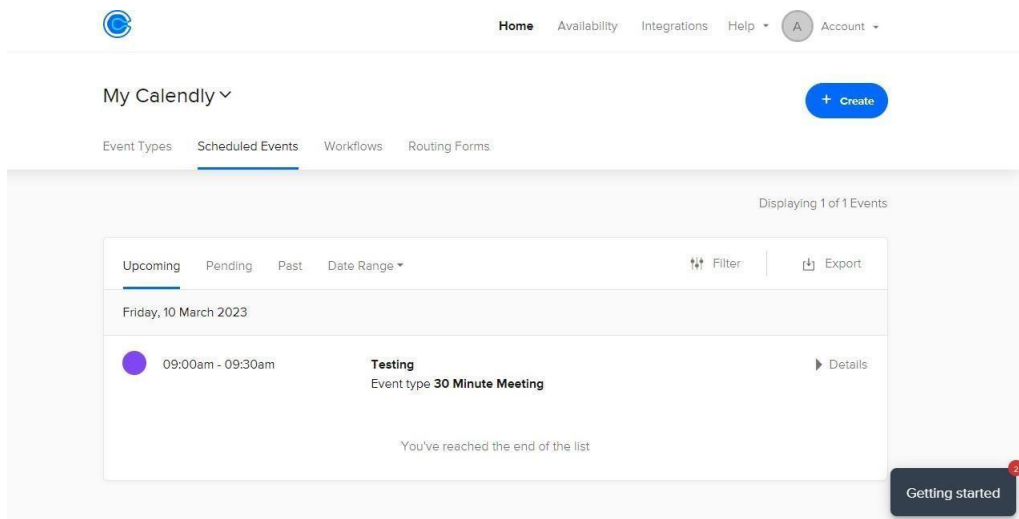 Home Availability Integrations Help A Account
My Calendly
+ Create
Event Types Scheduled Events Workflows Routing Forms
Displaying 1 of 1 Events
Upcoming Pending Past Date Range Filter Export
Friday, 10 March 2023
09:00am - 09:30am Testing Details
Event type 30 Minute Meeting
You've reached the end of the list
2
Getting started